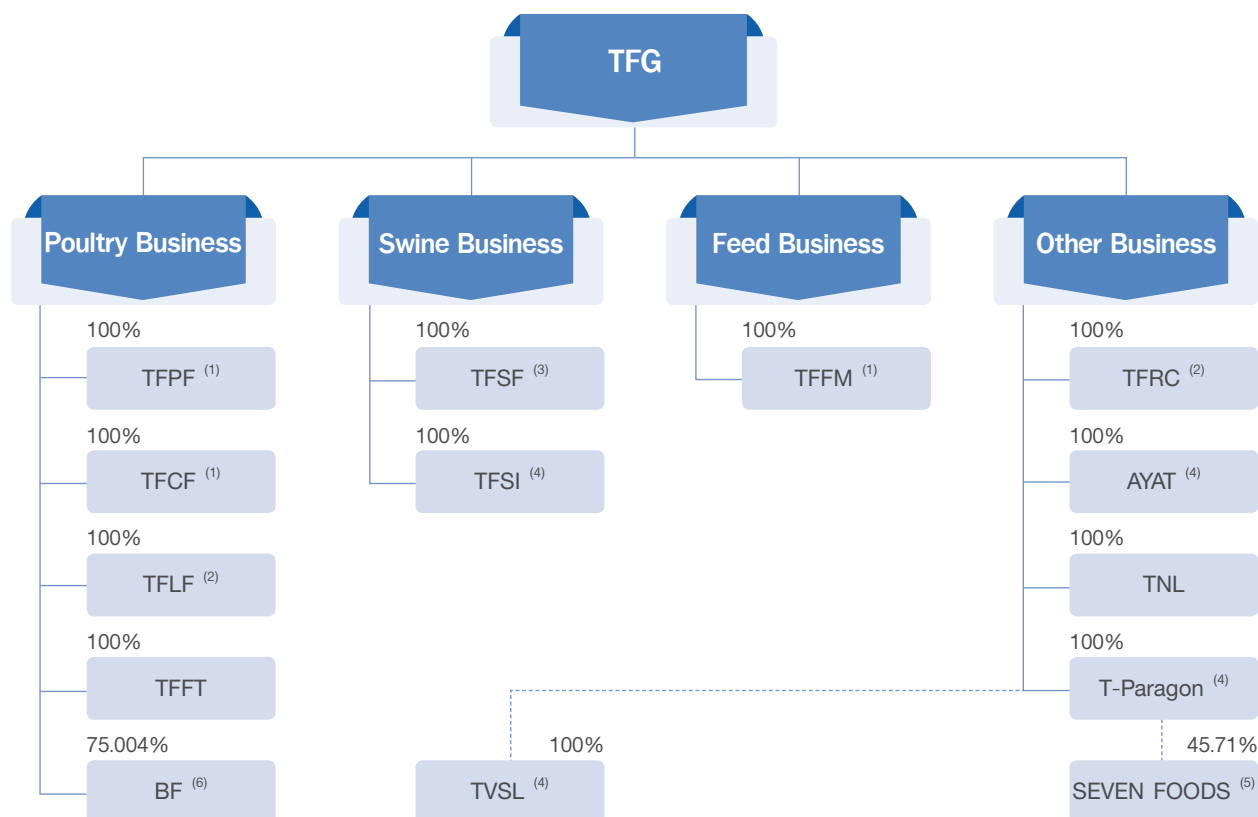 TFG
Poultry Business
Swine Business
Feed Business
Other Business
100%
TFPF (1)
100%
TFCF (1)
100%
TFLF (2)
100%
TFFT
75.004%
BF (6)
100%
TFSF (3)
100%
TFSI (4)
100%
TVSL (4)
100%
TFFM (1)
100%
TFRC (2)
100%
AYAT (4)
100%
TNL
100%
T-Paragon (4)
45.71%
SEVEN FOODS (5)